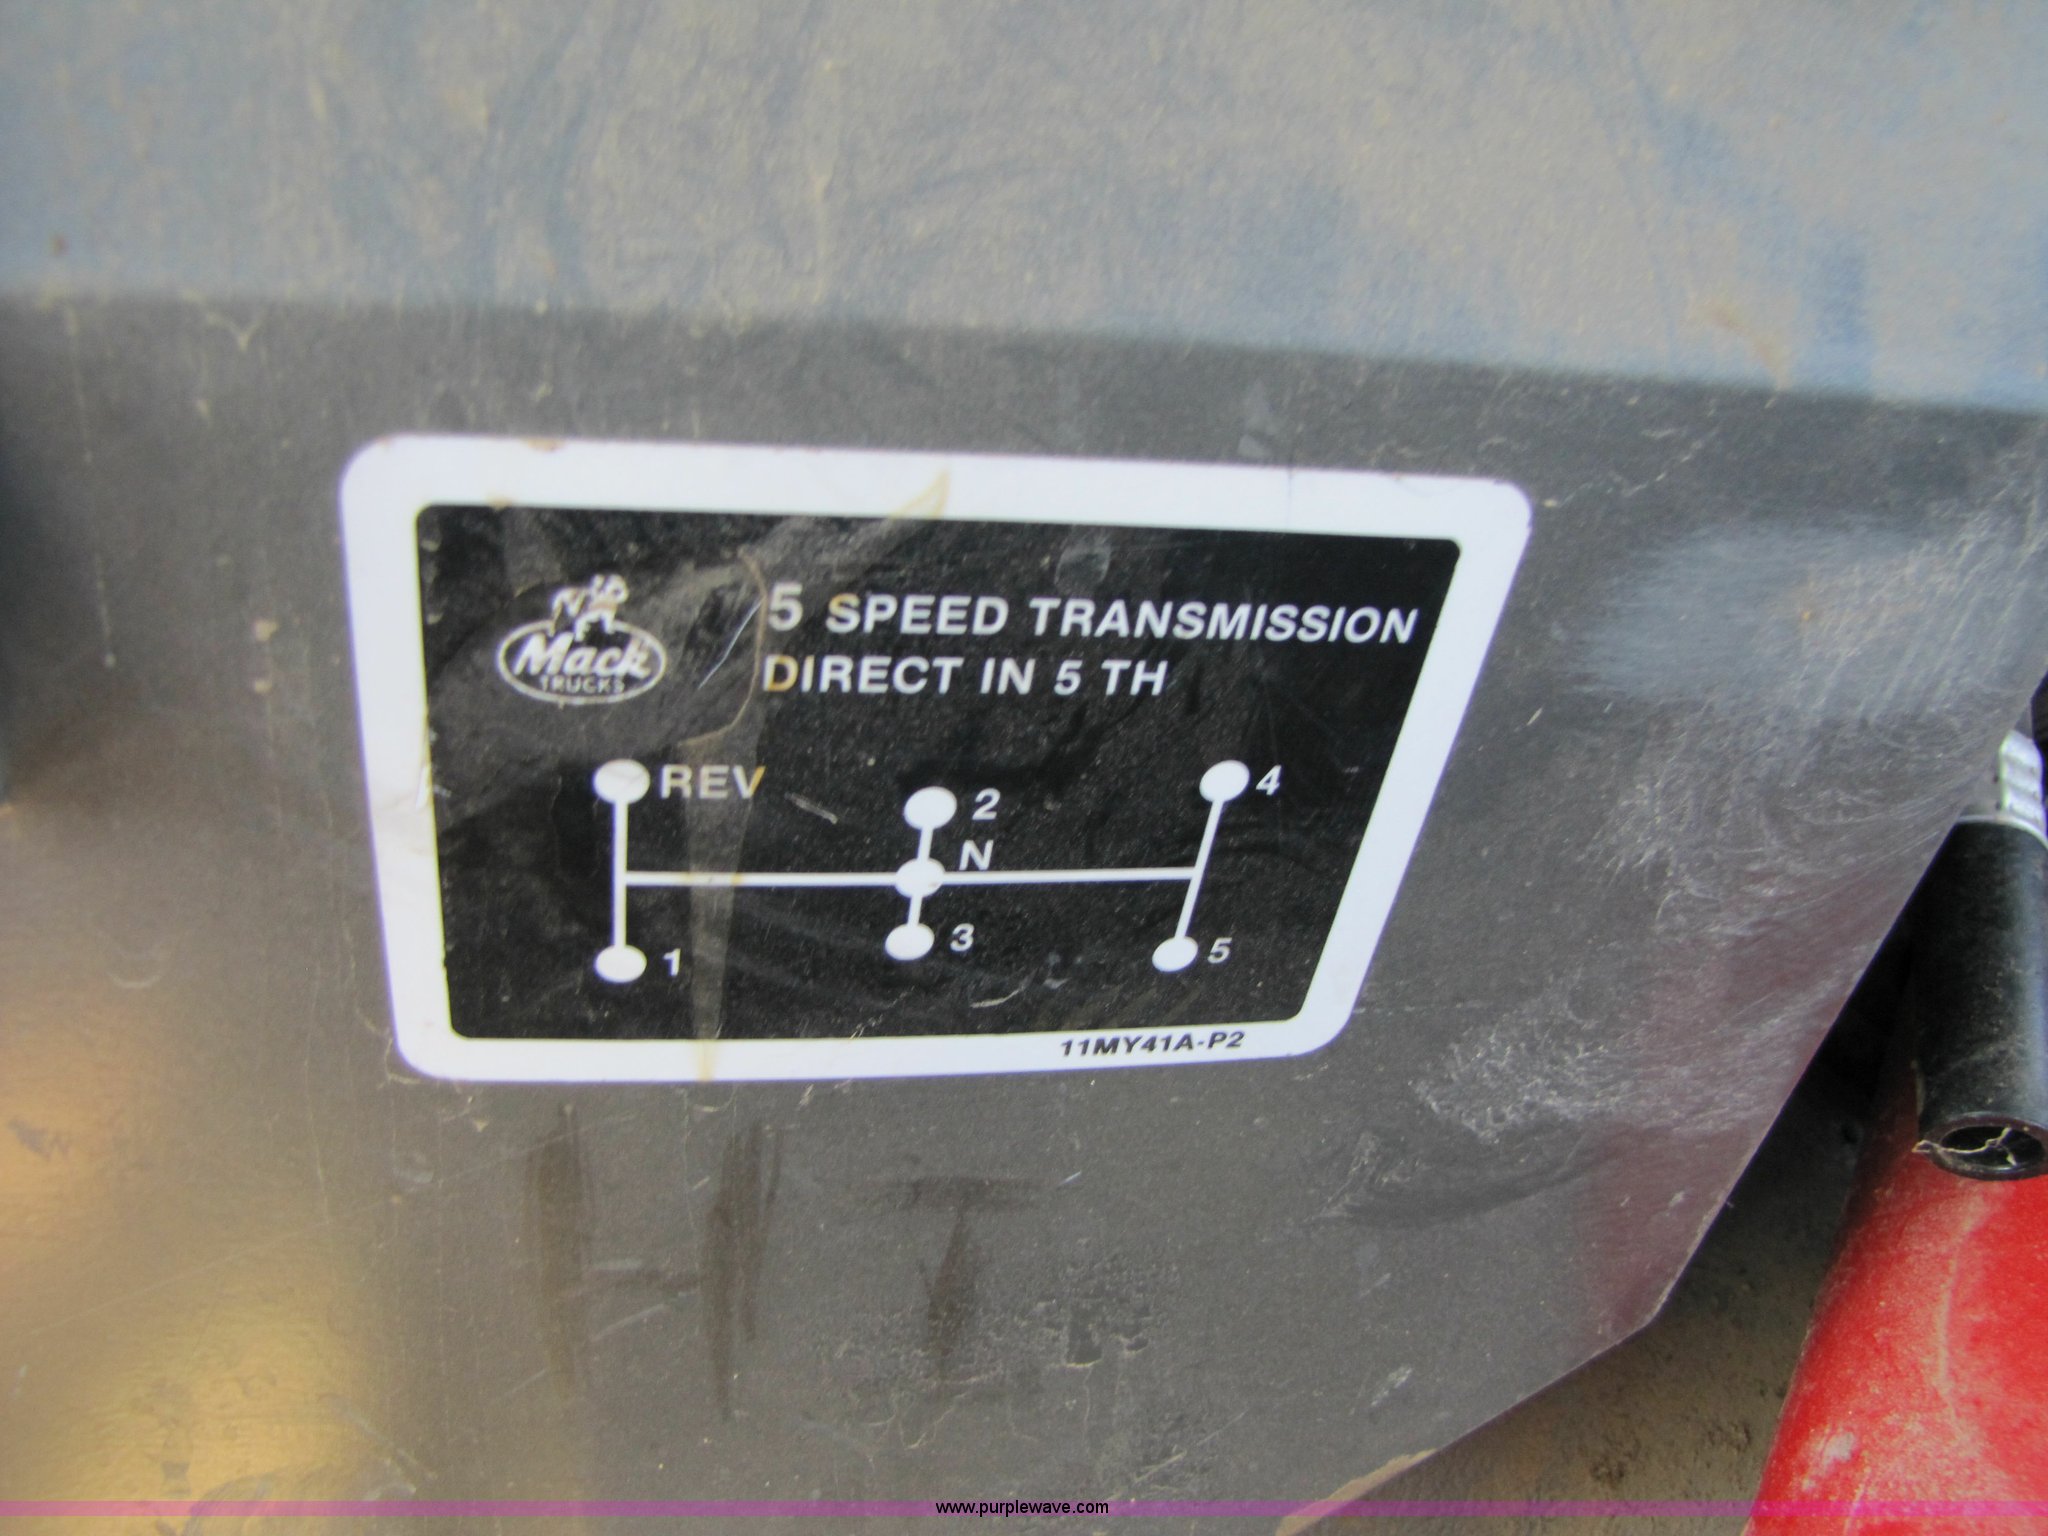 Mack
TRUCKS
5 SPEED TRANSMISSION
DIRECT IN 5 TH
REV
2
4
N
1
3
5
11MY41A-P2
www.purplewave.com